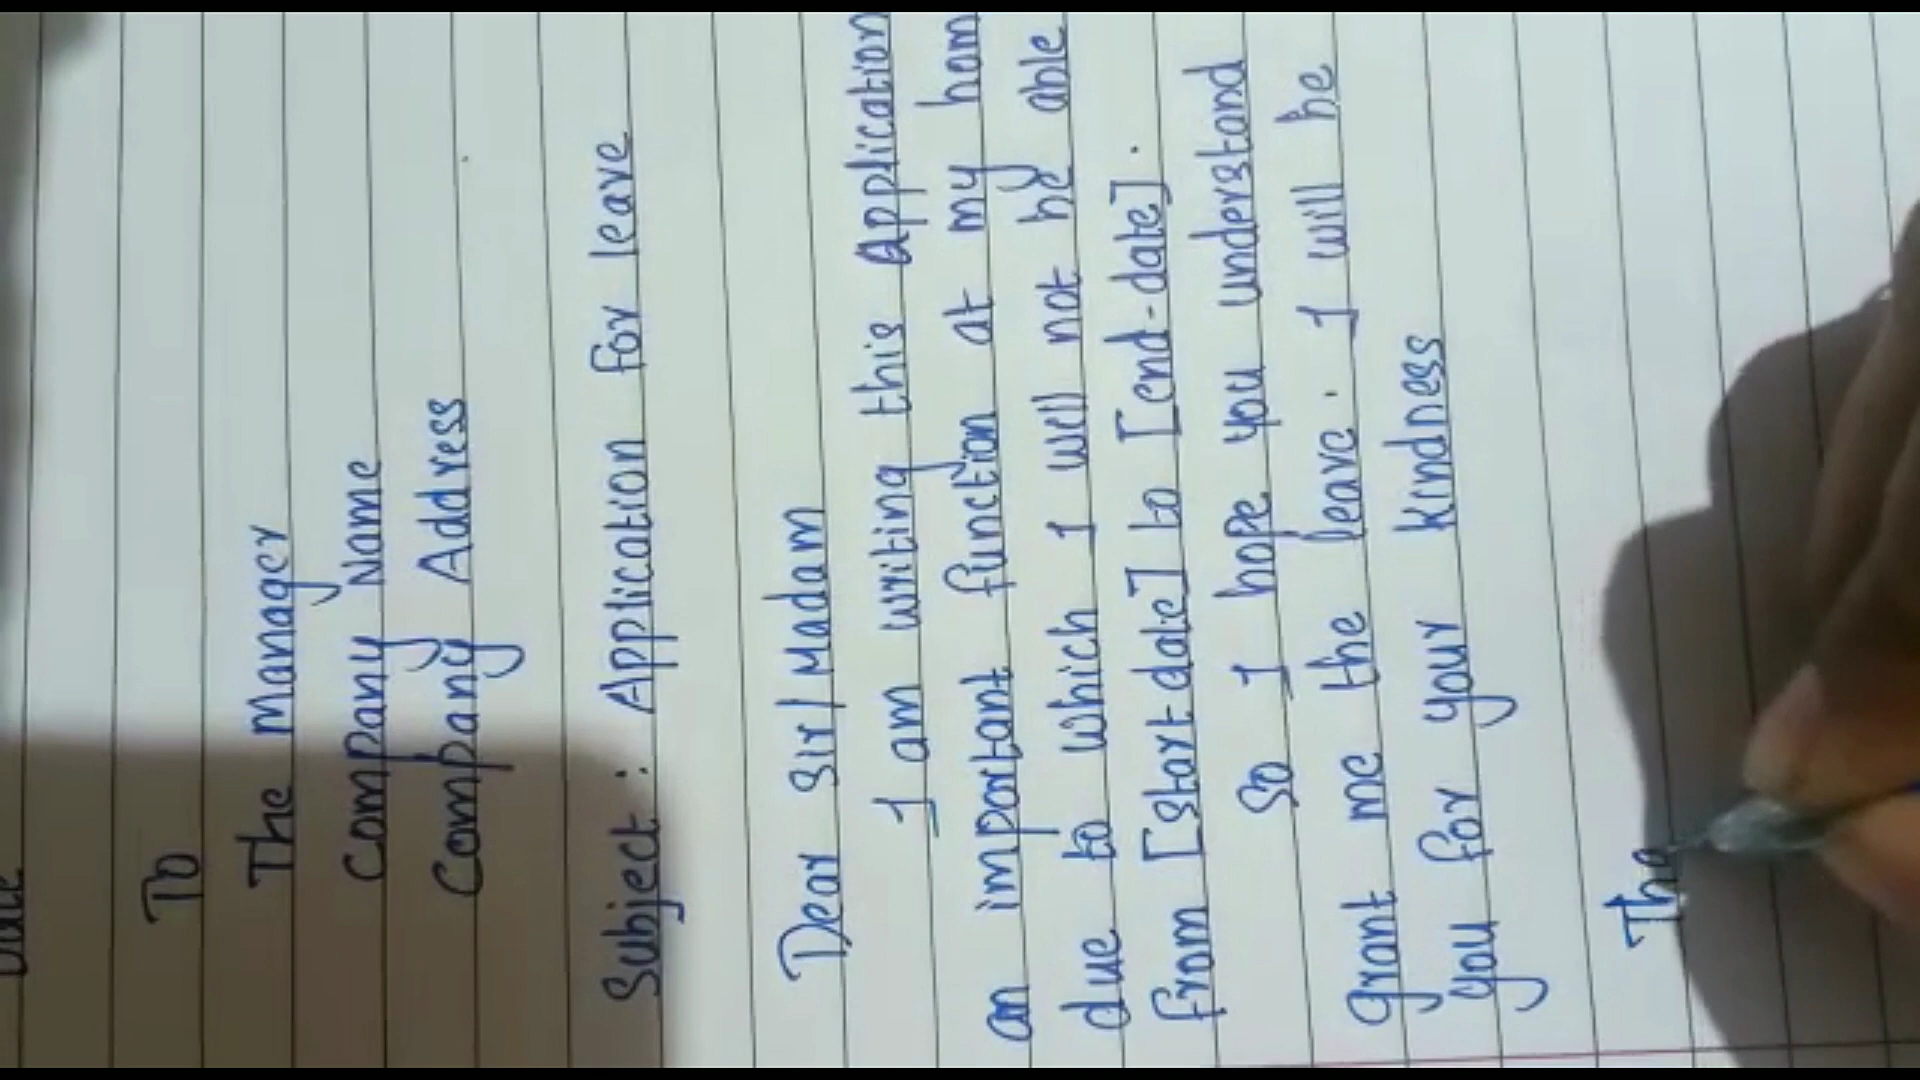 Date
To
The Manager
Company Name
Company Address
Subject: Application for leave
Dear Sir/Madam
I am writing this application
an important function at my hom
due to which I will not be able
from [start date] to [end-date].
So I hope you understand
grant me the leave. I will be
you for your kindness
Tha